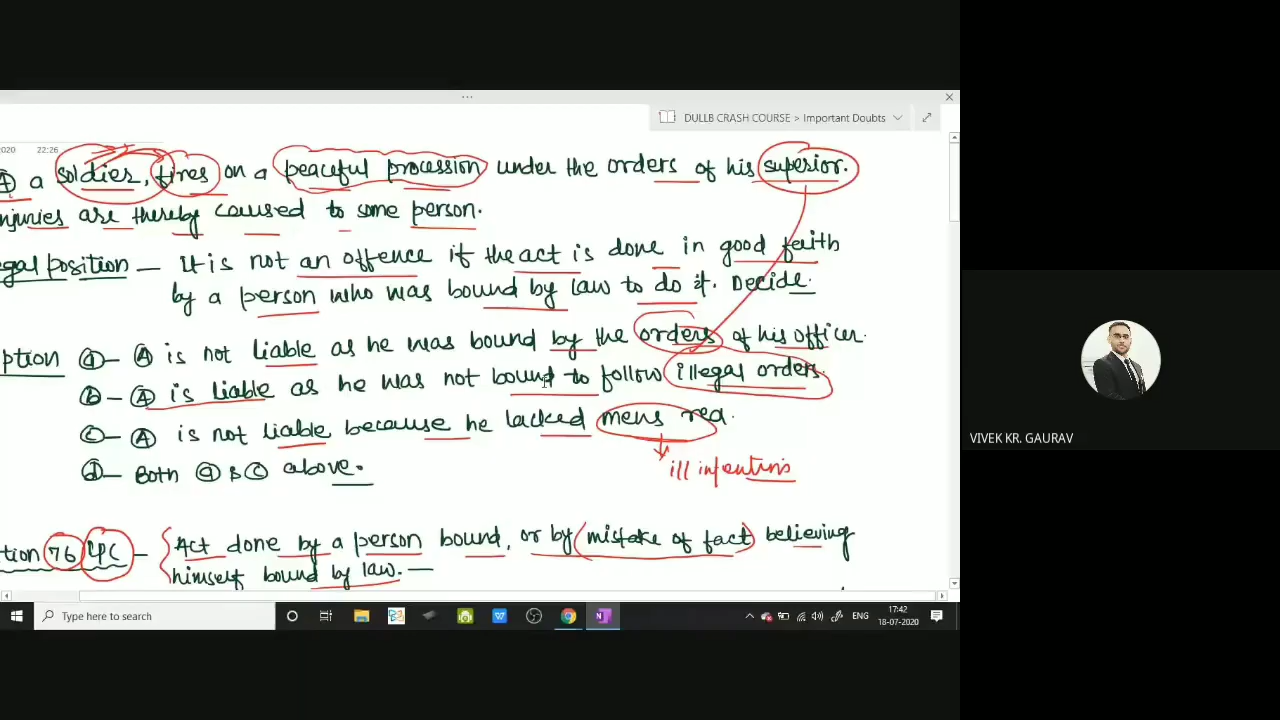 DULLB CRASH COURSE > Important Doubts
2020 22:26
A a soldies, fires on a peaceful procession under the orders of his superior.
injuries are thereby caused to some person.
egal position — It is not an offence if the act is done in good faith
by a person who was bound by law to do it. Decide.
ption a— A is not liable as he was bound by the orders of his officer.
b— A is liable as he was not bound to follow illegal orders.
c— A is not liable because he lacked mens rea.
ill intentions
d— Both a & c above.
tion 76 IPC — Act done by a person bound, or by mistake of fact believing
himself bound by law. —
VIVEK KR. GAURAV
Type here to search
ENG
17:42
18-07-2020